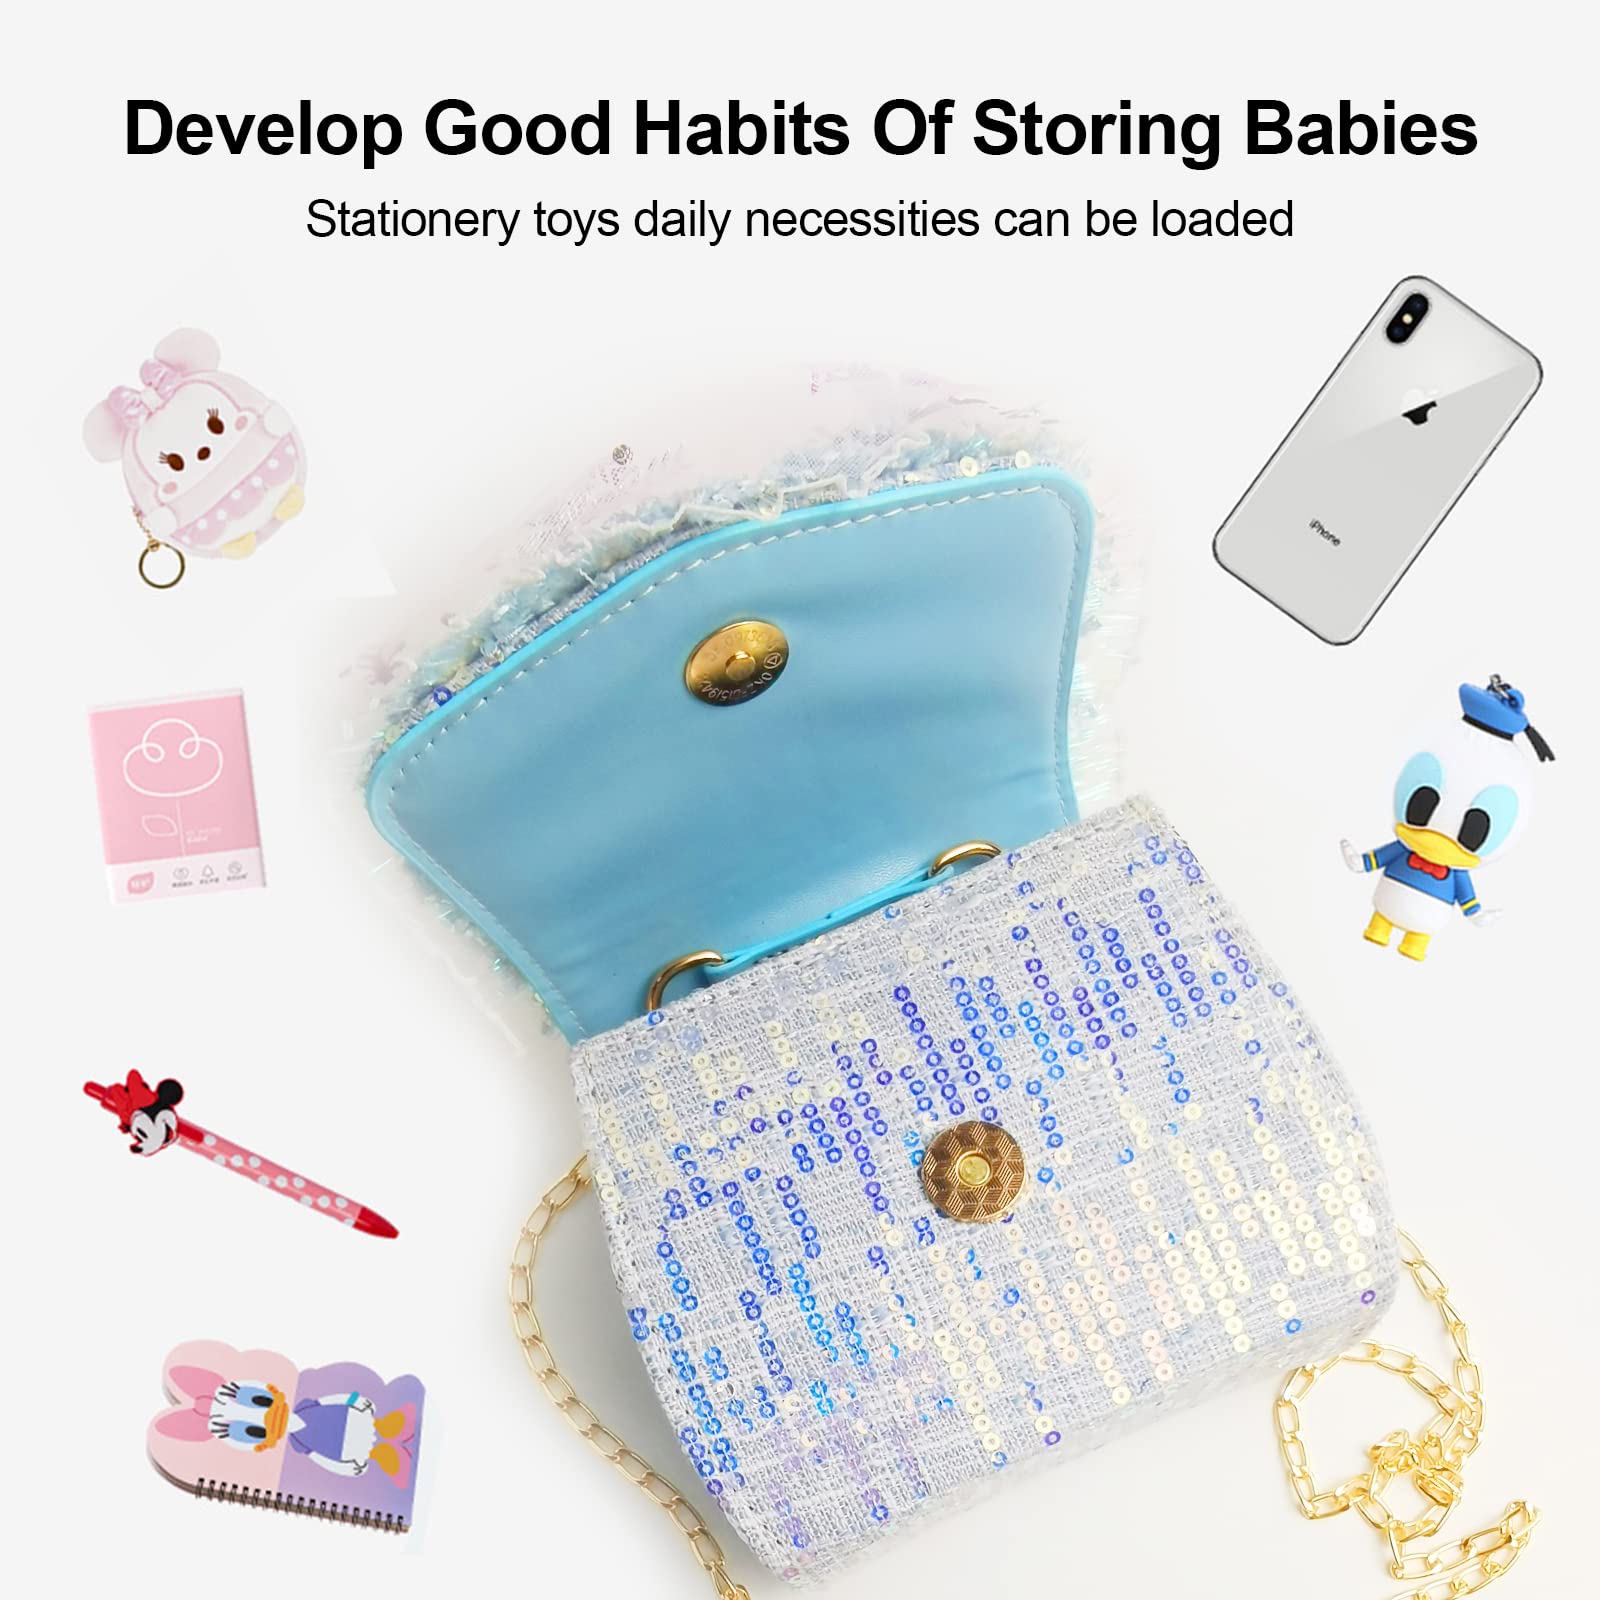 Develop Good Habits Of Storing Babies
Stationery toys daily necessities can be loaded
iPhone